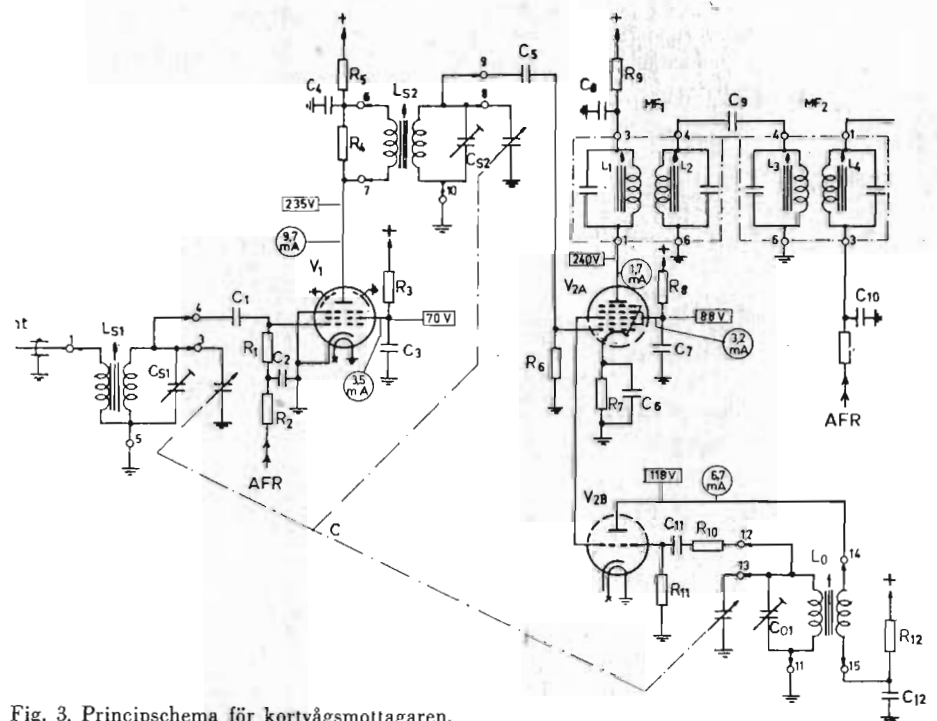 +
+
R5
C4
6
LS2
9
C5
8
R4
CS2
7
10
235V
9,7 mA
V1
+
R3
70 V
C3
3,5 mA
nt
1
LS1
4
C1
3
CS1
R1
C2
R2
5
AFR
C
R9
C8
MF1
3
4
C9
MF2
4
1
L1
L2
L3
L4
1
6
6
3
240V
1,7 mA
+
V2A
R8
88V
3,2 mA
C7
R6
R7
C6
C10
AFR
118V
6,7 mA
V2B
C11
R10
12
13
R11
14
LO
CO1
+
R12
11
15
C12
Fig. 3. Principschema för kortvågsmottagaren.